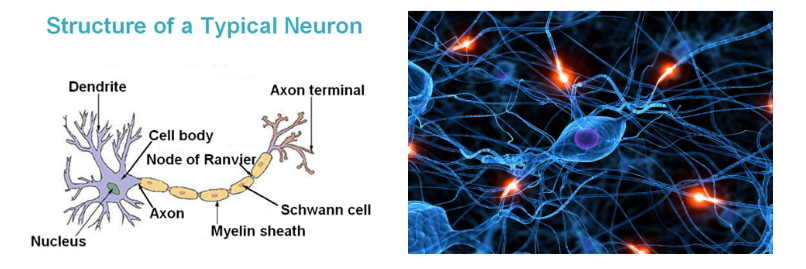 Structure of a Typical Neuron
Dendrite
Axon terminal
Cell body
Node of Ranvier
Axon
Schwann cell
Myelin sheath
Nucleus